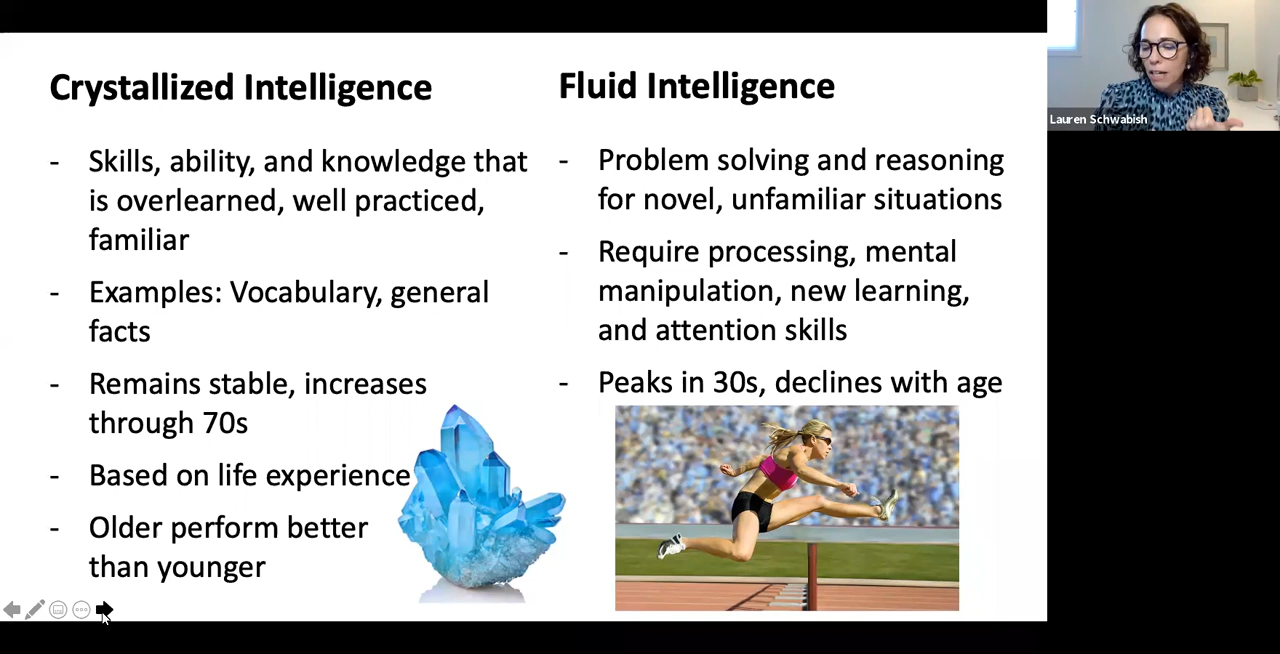 Crystallized Intelligence
- Skills, ability, and knowledge that
is overlearned, well practiced,
familiar
- Examples: Vocabulary, general
facts
- Remains stable, increases
through 70s
- Based on life experience
- Older perform better
than younger
Fluid Intelligence
- Problem solving and reasoning
for novel, unfamiliar situations
- Require processing, mental
manipulation, new learning,
and attention skills
- Peaks in 30s, declines with age
Lauren Schwabish